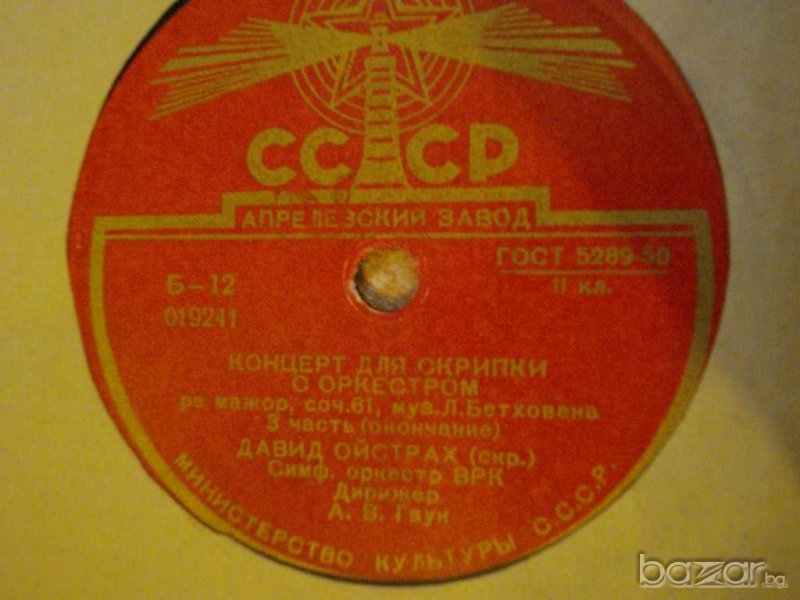 СССР
АПРЕЛЕВСКИЙ ЗАВОД
ГОСТ 5289-50
Б-12
II кл.
019241
КОНЦЕРТ ДЛЯ СКРИПКИ
С ОРКЕСТРОМ
ре мажор, соч.61, муз.Л.Бетховена
3 часть (окончание)
ДАВИД ОЙСТРАХ (скр.)
Симф. оркестр ВРК
Дирижер
А. В. Гаук
МИНИСТЕРСТВО КУЛЬТУРЫ С.С.С.Р.
bazar.bg